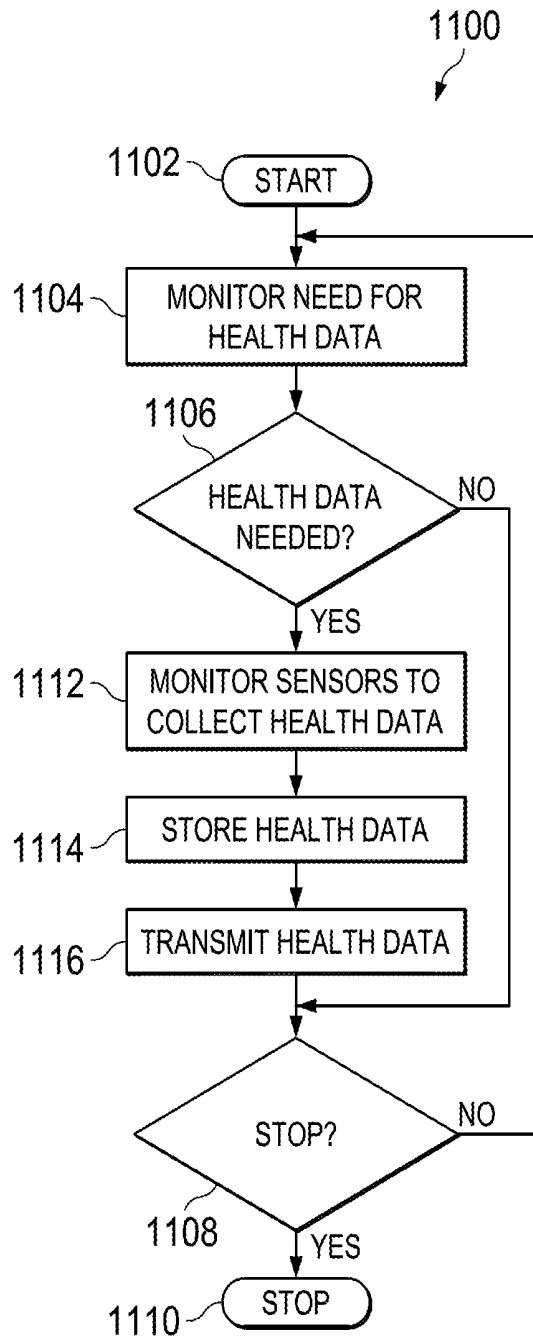 1100
1102
START
1104
MONITOR NEED FOR
HEALTH DATA
1106
HEALTH DATA
NEEDED?
NO
YES
1112
MONITOR SENSORS TO
COLLECT HEALTH DATA
1114
STORE HEALTH DATA
1116
TRANSMIT HEALTH DATA
STOP?
NO
1108
YES
1110
STOP